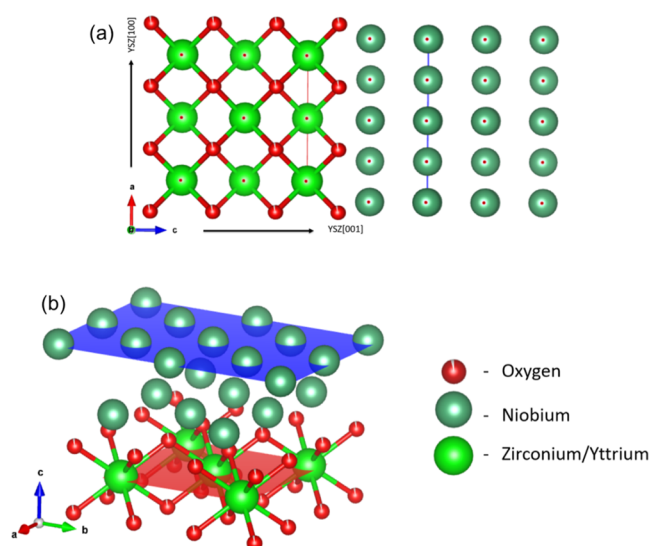 (a)
YSZ[100]
a
c
YSZ[001]
(b)
- Oxygen
- Niobium
- Zirconium/Yttrium
c
a
b